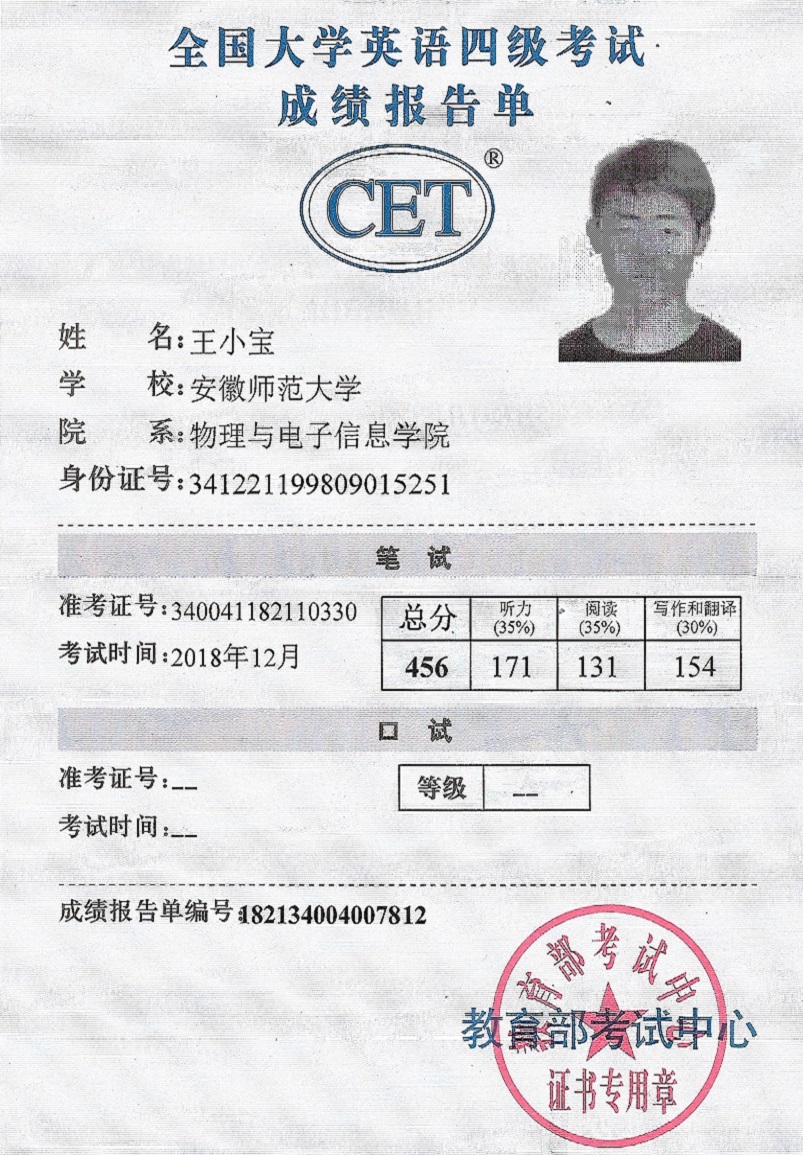 全国大学英语四级考试
成绩报告单
CET®
姓 名: 王小宝
学 校: 安徽师范大学
院 系: 物理与电子信息学院
身份证号: 341221199809015251
笔 试
准考证号: 340041182110330
考试时间: 2018年12月
总分 听力 (35%) 阅读 (35%) 写作和翻译 (30%)
456 171 131 154
口 试
准考证号: --
考试时间: --
等级 --
成绩报告单编号: 182134004007812
教育部考试中心
教育部考试中心
证书专用章